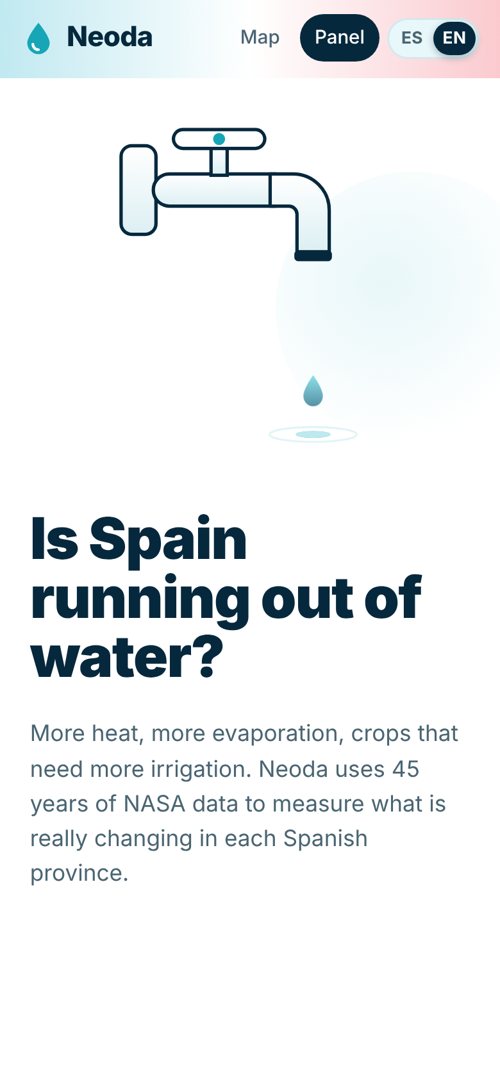 Neoda
Map
Panel
ES
EN
Is Spain
running out of
water?
More heat, more evaporation, crops that
need more irrigation. Neoda uses 45
years of NASA data to measure what is
really changing in each Spanish
province.